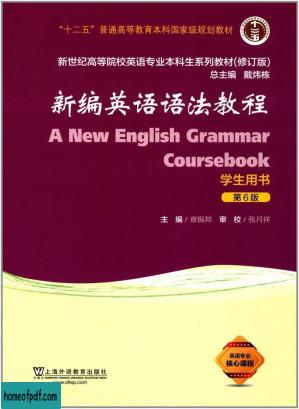 “十二五”普通高等教育本科国家级规划教材
新世纪高等院校英语专业本科生系列教材(修订版)
总主编 戴炜栋
新编英语语法教程
A New English Grammar
Coursebook
学生用书
第6版
主 编/章振邦 审 校/张月祥
英语专业
核心课程
上海外语教育出版社
www.sflep.com
homeofpdf.com